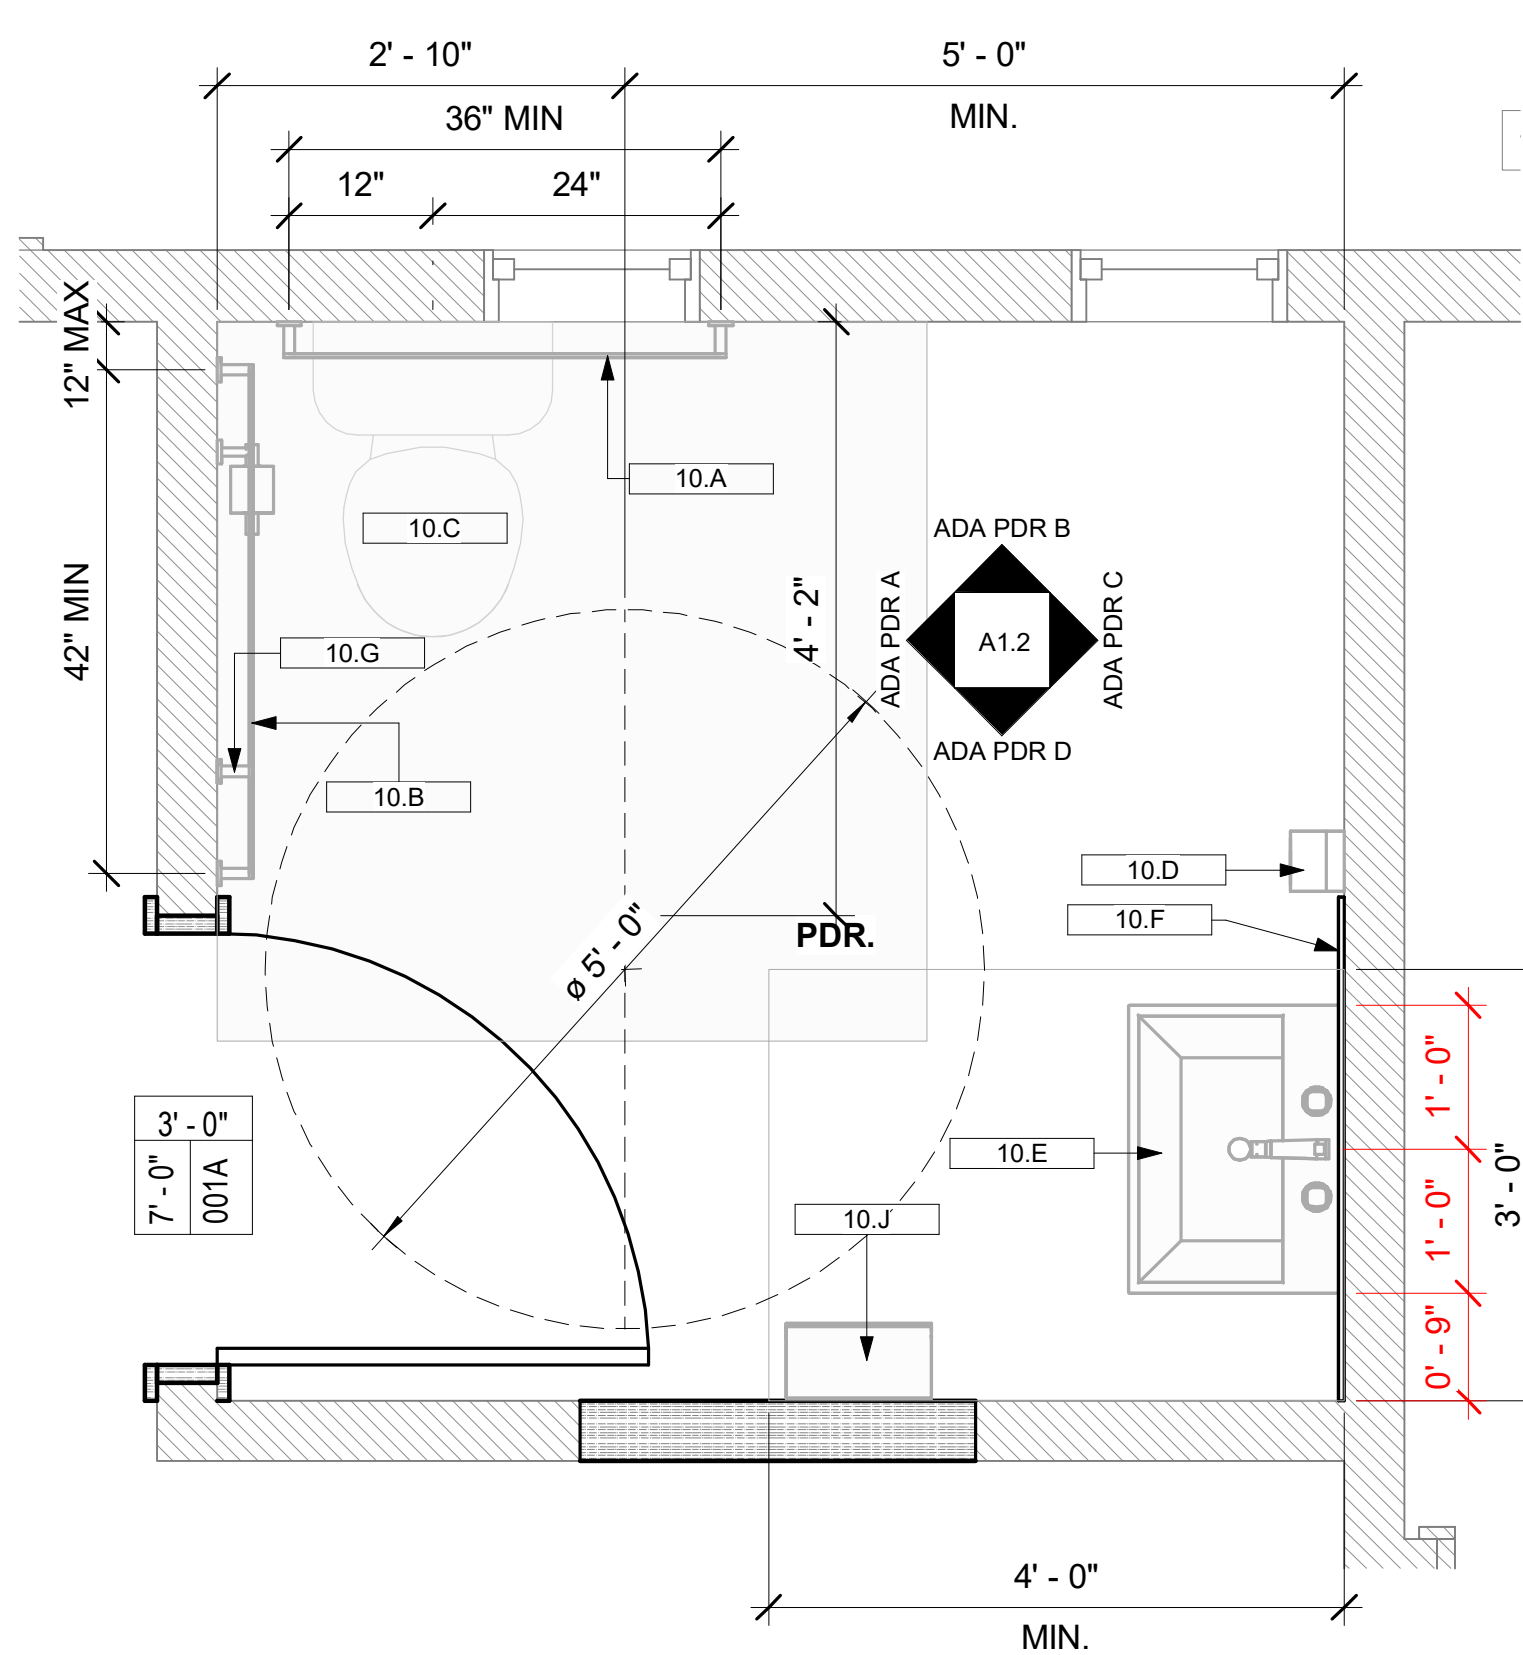 2' - 10"
5' - 0"
MIN.
36" MIN
12"
24"
12" MAX
42" MIN
10.A
10.C
ADA PDR B
ADA PDR A
ADA PDR C
A1.2
ADA PDR D
4' - 2"
10.G
10.B
10.D
10.F
PDR.
ø 5' - 0"
3' - 0"
7' - 0"
001A
10.E
10.J
1' - 0"
1' - 0"
0' - 9"
3' - 0"
4' - 0"
MIN.